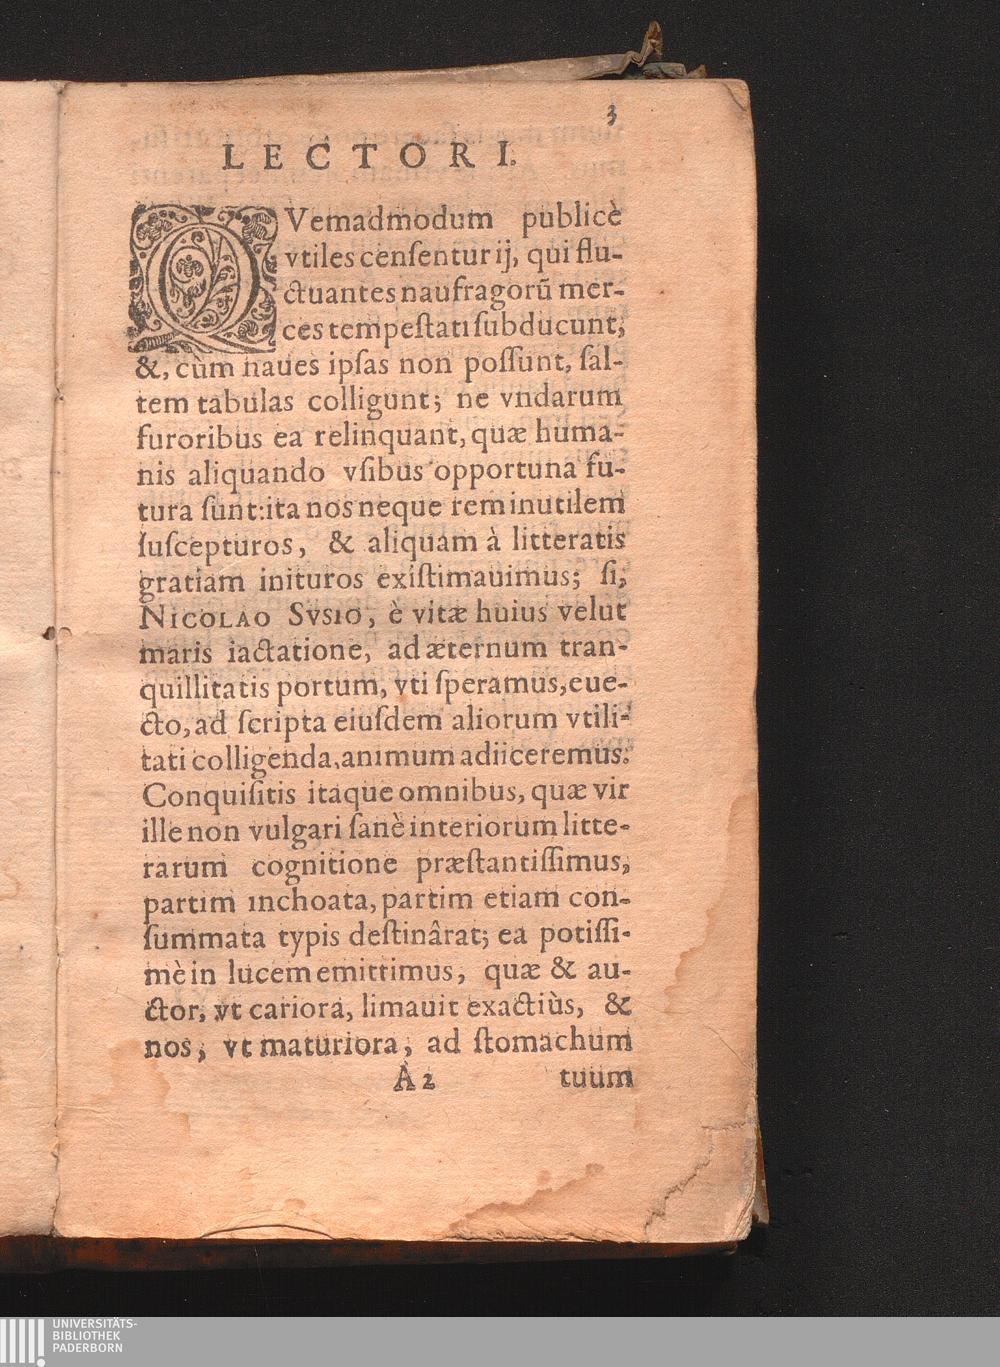 3
LECTORI.
QVemadmodum publicè
vtiles censentur ij, qui flu-
ctuantes naufragorũ mer-
ces tempestati subducunt,
&, cùm naues ipsas non possunt, sal-
tem tabulas colligunt; ne vndarum
furoribus ea relinquant, quæ huma-
nis aliquando vsibus opportuna fu-
tura sunt: ita nos neque rem inutilem
suscepturos, & aliquam à litteratis
gratiam inituros existimauimus; si,
NICOLAO SVSIO, è vitæ huius velut
maris iactatione, ad æternum tran-
quillitatis portum, vti speramus, eue-
cto, ad scripta eiusdem aliorum vtili-
tati colligenda, animum adiiceremus.
Conquisitis itaque omnibus, quæ vir
ille non vulgari sanè interiorum litte-
rarum cognitione præstantissimus,
partim inchoata, partim etiam con-
summata typis destinârat; ea potissi-
mè in lucem emittimus, quæ & au-
ctor, vt cariora, limauit exactiùs, &
nos, vt maturiora, ad stomachum
A 2 tuum
UNIVERSITÄTS-
BIBLIOTHEK
PADERBORN